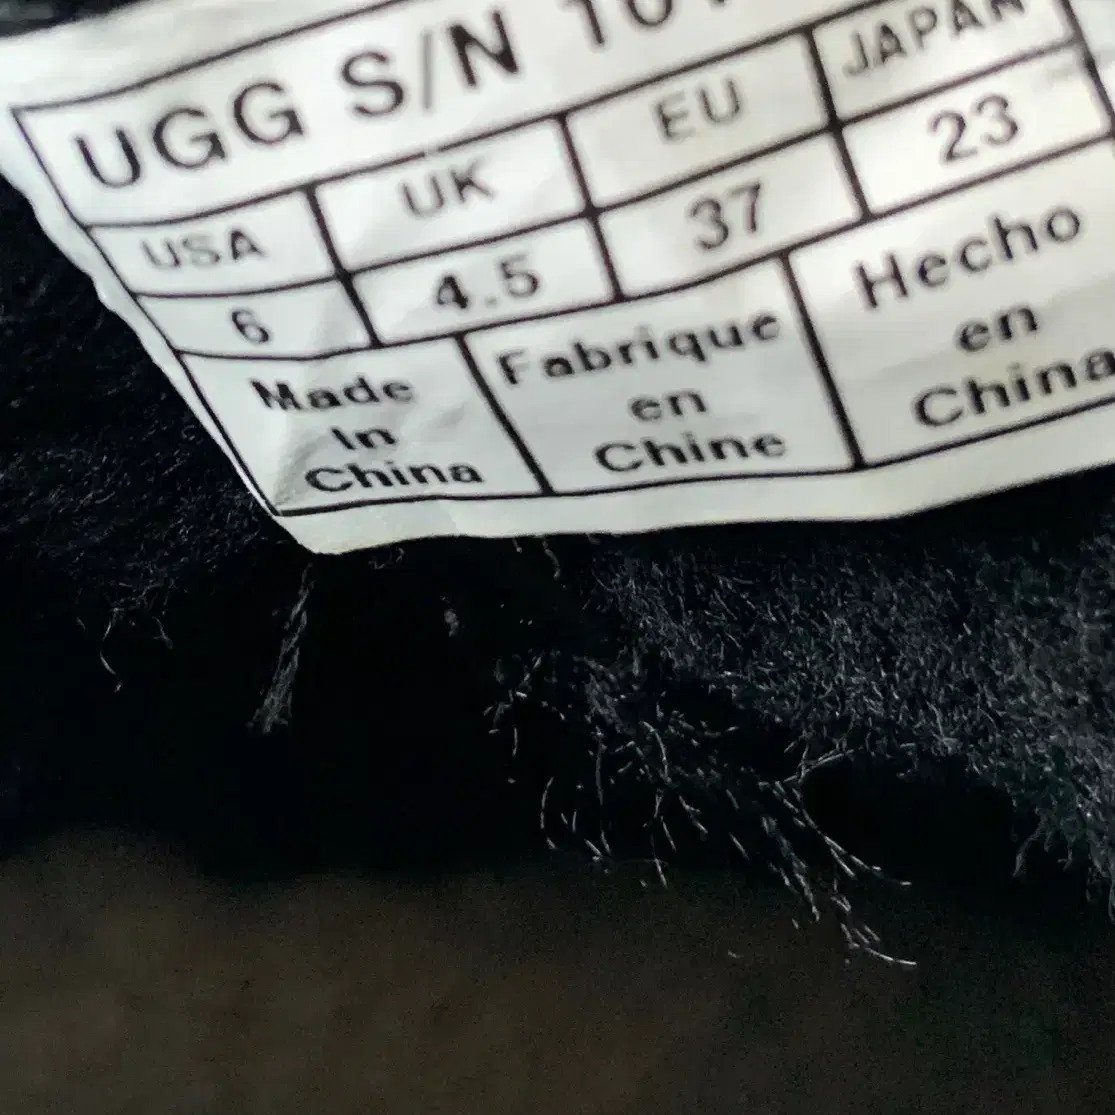 UGG S/N 101
USA UK EU JAPAN
6 4.5 37 23
Made
In
China
Fabrique
en
Chine
Hecho
en
China